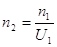 n₂ = n₁ / U₁